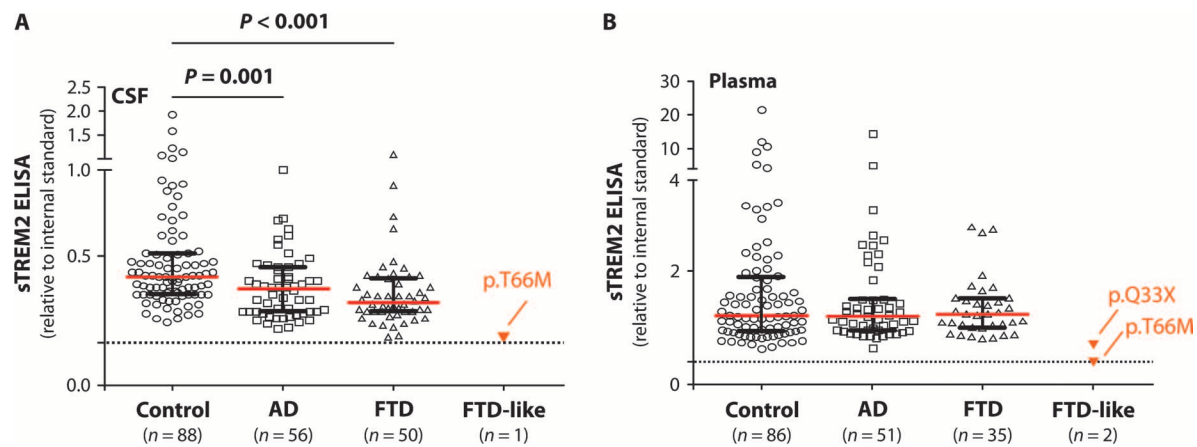 A
P < 0.001
P = 0.001
CSF
sTREM2 ELISA
(relative to internal standard)
2.5
2.0
1.5
1.0
0.5
0.0
p.T66M
Control
AD
FTD
FTD-like
(n = 88)
(n = 56)
(n = 50)
(n = 1)
B
Plasma
sTREM2 ELISA
(relative to internal standard)
30
20
10
4
2
0
p.Q33X
p.T66M
Control
AD
FTD
FTD-like
(n = 86)
(n = 51)
(n = 35)
(n = 2)